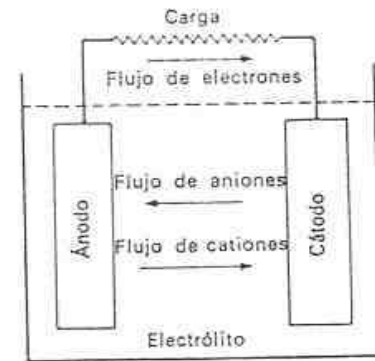 Carga
Flujo de electrones
Flujo de aniones
Ánodo
Cátodo
Flujo de cationes
Electrólito